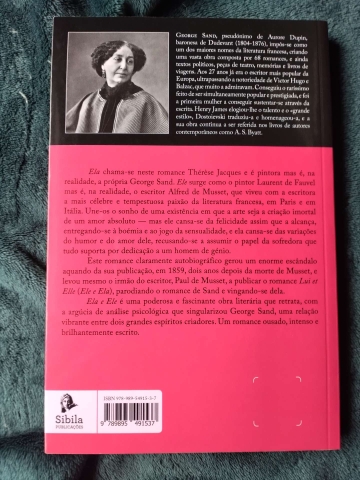 GEORGE SAND, pseudónimo de Aurore Dupin,
baronesa de Dudevant (1804-1876), impôs-se como
um dos maiores nomes da literatura francesa, criando
uma vasta obra composta por 68 romances, e ainda
textos políticos, peças de teatro, memórias e livros de
viagens. Aos 27 anos já era o escritor mais popular da
Europa, ultrapassando a notoriedade de Victor Hugo e
Balzac, que muito a admiravam. Conseguiu o raríssimo
feito de ser simultaneamente popular e prestigiada, e foi
a primeira mulher a conseguir sustentar-se através da
escrita. Henry James elogiou-lhe o talento e o «grande
estilo», Dostoiévski traduziu-a e homenageou-a, e a
sua obra continua a ser referida nos livros de autores
contemporâneos como A. S. Byatt.
Ela chama-se neste romance Thérèse Jacques e é pintora mas é, na
realidade, a própria George Sand. Ele surge como o pintor Laurent de Fauvel
mas é, na realidade, o escritor Alfred de Musset, que viveu com a escritora
a mais célebre e tempestuosa paixão da literatura francesa, em Paris e em
Itália. Une-os o sonho de uma existência em que a arte seja a criação imortal
de um amor absoluto — mas ele cansa-se da felicidade assim que a alcança,
entregando-se à boémia e ao jogo da sensualidade, e ela cansa-se das variações
do humor e do amor dele, recusando-se a assumir o papel da sofredora que
tudo suporta por dedicação a um homem de génio.
Este romance claramente autobiográfico gerou um enorme escândalo
aquando da sua publicação, em 1859, dois anos depois da morte de Musset, e
levou mesmo o irmão do escritor, Paul de Musset, a publicar o romance Lui et
Elle (Ele e Ela), parodiando o romance de Sand e vingando-se dela.
Ela e Ele é uma poderosa e fascinante obra literária que retrata, com
a argúcia de análise psicológica que singularizou George Sand, uma relação
vibrante entre dois grandes espíritos criadores. Um romance ousado, intenso e
brilhantemente escrito.
Sibila
PUBLICAÇÕES
ISBN 978-989-54915-3-7
9 789895 491537